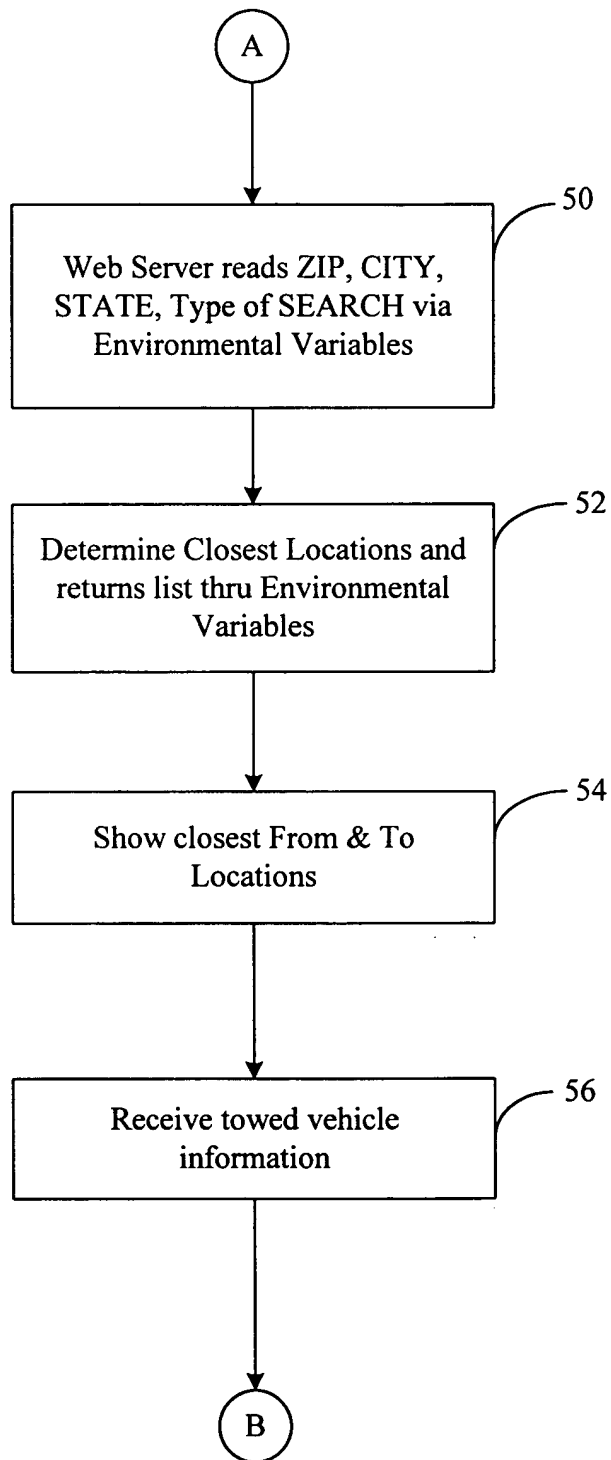 A
50
Web Server reads ZIP, CITY,
STATE, Type of SEARCH via
Environmental Variables
52
Determine Closest Locations and
returns list thru Environmental
Variables
54
Show closest From & To
Locations
56
Receive towed vehicle
information
B